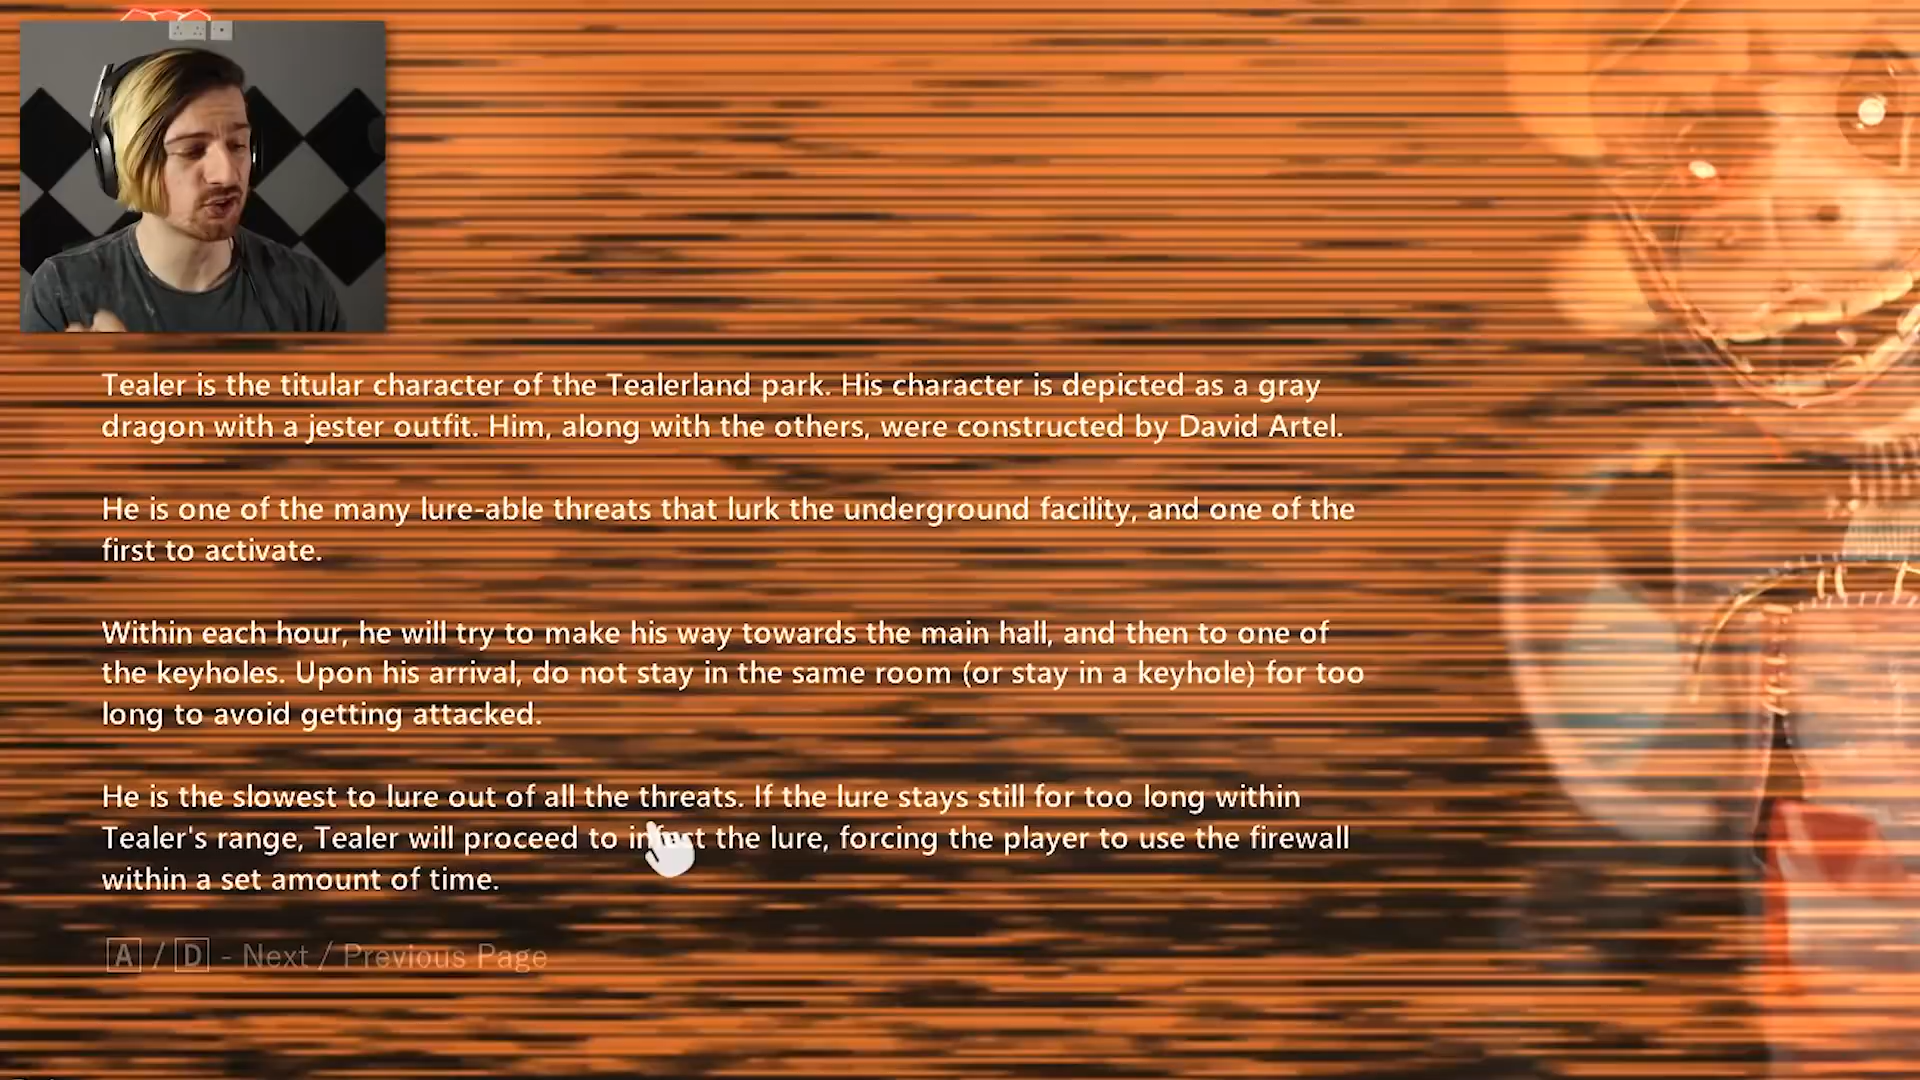 Tealer is the titular character of the Tealerland park. His character is depicted as a gray
dragon with a jester outfit. Him, along with the others, were constructed by David Artel.
He is one of the many lure-able threats that lurk the underground facility, and one of the
first to activate.
Within each hour, he will try to make his way towards the main hall, and then to one of
the keyholes. Upon his arrival, do not stay in the same room (or stay in a keyhole) for too
long to avoid getting attacked.
He is the slowest to lure out of all the threats. If the lure stays still for too long within
Tealer's range, Tealer will proceed to infect the lure, forcing the player to use the firewall
within a set amount of time.
A / D - Next / Previous Page